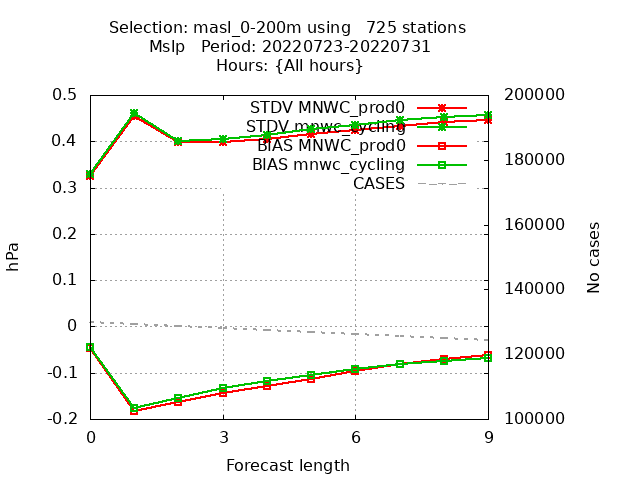 Selection: masl_0-200m using   725 stations
Mslp   Period: 20220723-20220731
Hours: {All hours}
0.5
0.4
0.3
0.2
0.1
0
-0.1
-0.2
hPa
STDV MNWC_prod0
STDV mnwc_cycling
BIAS MNWC_prod0
BIAS mnwc_cycling
CASES
200000
180000
160000
140000
120000
100000
No cases
0
3
6
9
Forecast length